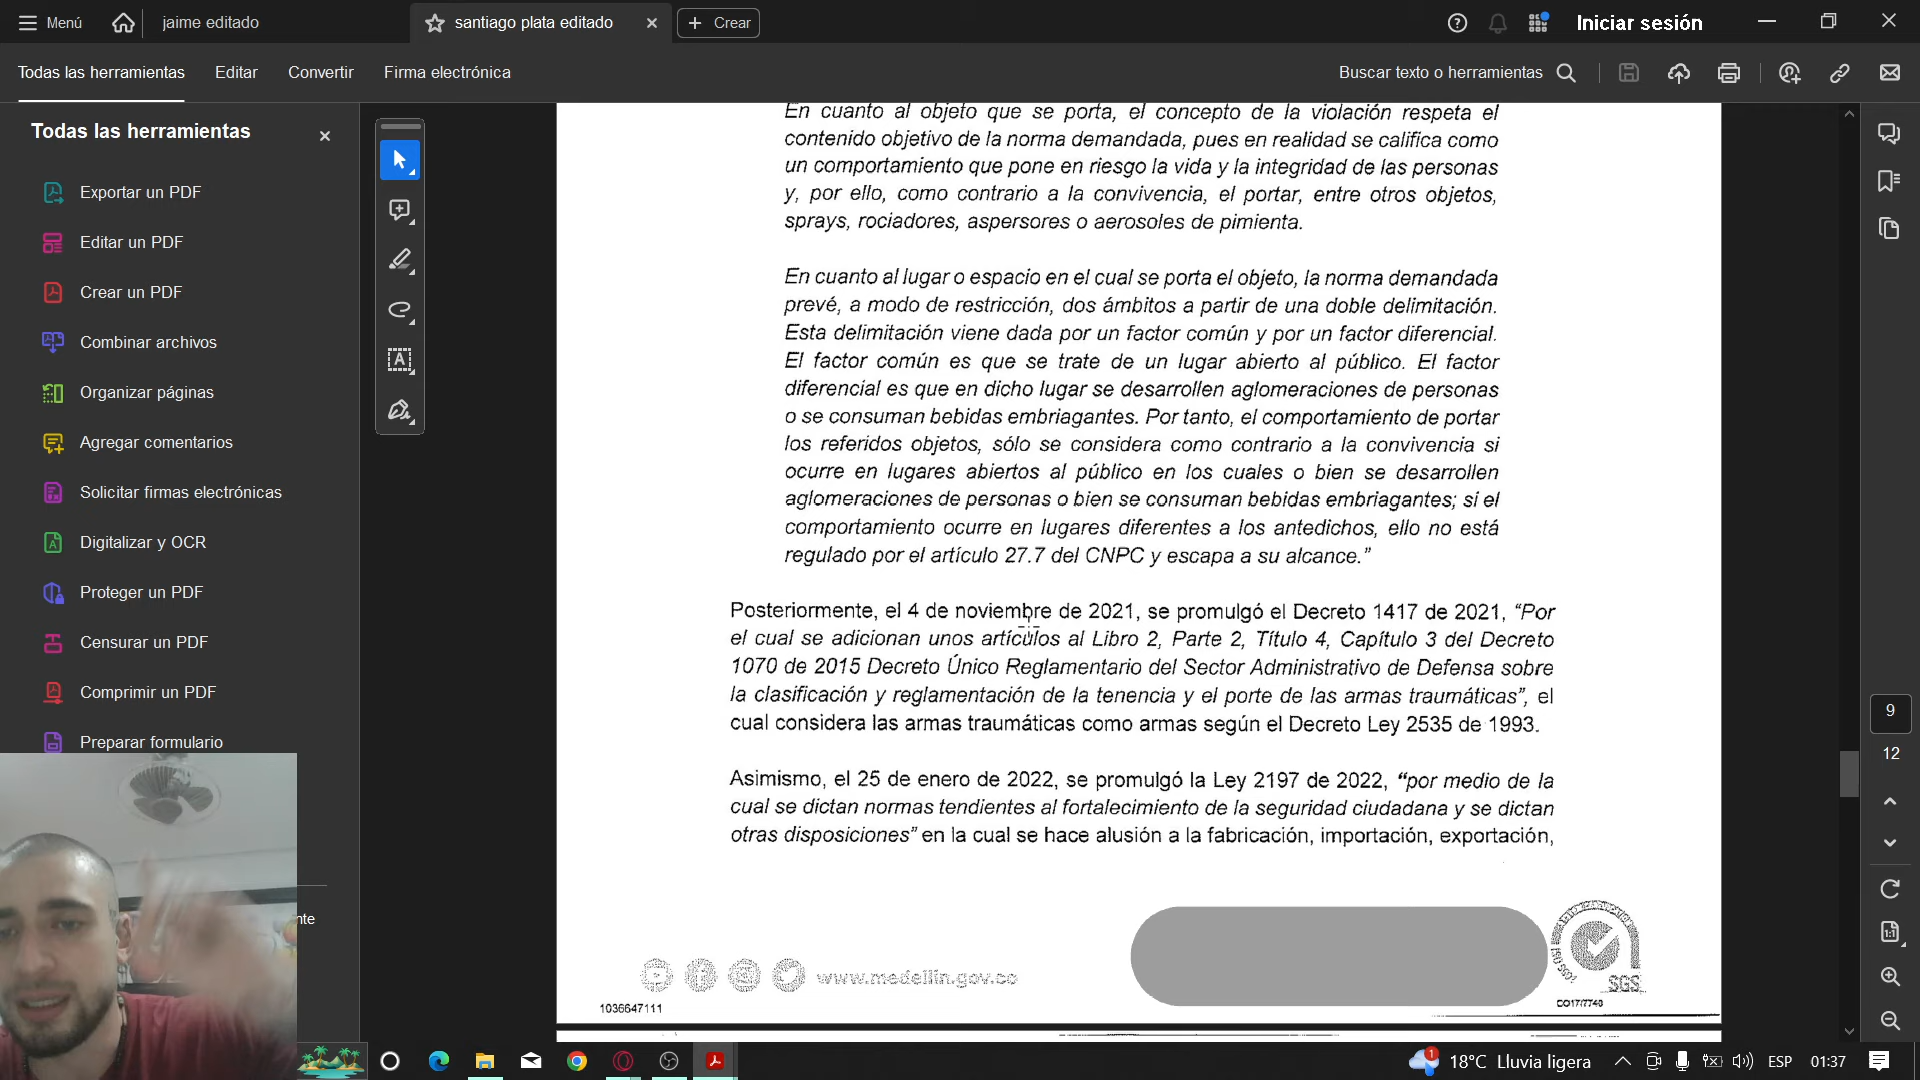 Menú
jaime editado
santiago plata editado
Crear
Iniciar sesión
Todas las herramientas
Editar
Convertir
Firma electrónica
Buscar texto o herramientas
Todas las herramientas
Exportar un PDF
Editar un PDF
Crear un PDF
Combinar archivos
Organizar páginas
Agregar comentarios
Solicitar firmas electrónicas
Digitalizar y OCR
Proteger un PDF
Censurar un PDF
Comprimir un PDF
Preparar formulario
nte
En cuanto al objeto que se porta, el concepto de la violación respeta el
contenido objetivo de la norma demandada, pues en realidad se califica como
un comportamiento que pone en riesgo la vida y la integridad de las personas
y, por ello, como contrario a la convivencia, el portar, entre otros objetos,
sprays, rociadores, aspersores o aerosoles de pimienta.
En cuanto al lugar o espacio en el cual se porta el objeto, la norma demandada
prevé, a modo de restricción, dos ámbitos a partir de una doble delimitación.
Esta delimitación viene dada por un factor común y por un factor diferencial.
El factor común es que se trate de un lugar abierto al público. El factor
diferencial es que en dicho lugar se desarrollen aglomeraciones de personas
o se consuman bebidas embriagantes. Por tanto, el comportamiento de portar
los referidos objetos, sólo se considera como contrario a la convivencia si
ocurre en lugares abiertos al público en los cuales o bien se desarrollen
aglomeraciones de personas o bien se consuman bebidas embriagantes; si el
comportamiento ocurre en lugares diferentes a los antedichos, ello no está
regulado por el artículo 27.7 del CNPC y escapa a su alcance.”
Posteriormente, el 4 de noviembre de 2021, se promulgó el Decreto 1417 de 2021, “Por
el cual se adicionan unos artículos al Libro 2, Parte 2, Título 4, Capítulo 3 del Decreto
1070 de 2015 Decreto Único Reglamentario del Sector Administrativo de Defensa sobre
la clasificación y reglamentación de la tenencia y el porte de las armas traumáticas”, el
cual considera las armas traumáticas como armas según el Decreto Ley 2535 de 1993.
Asimismo, el 25 de enero de 2022, se promulgó la Ley 2197 de 2022, “por medio de la
cual se dictan normas tendientes al fortalecimiento de la seguridad ciudadana y se dictan
otras disposiciones” en la cual se hace alusión a la fabricación, importación, exportación,
www.medellin.gov.co
1036647111
SGS
CO17/7740
9
12
1
18°C Lluvia ligera
ESP
01:37